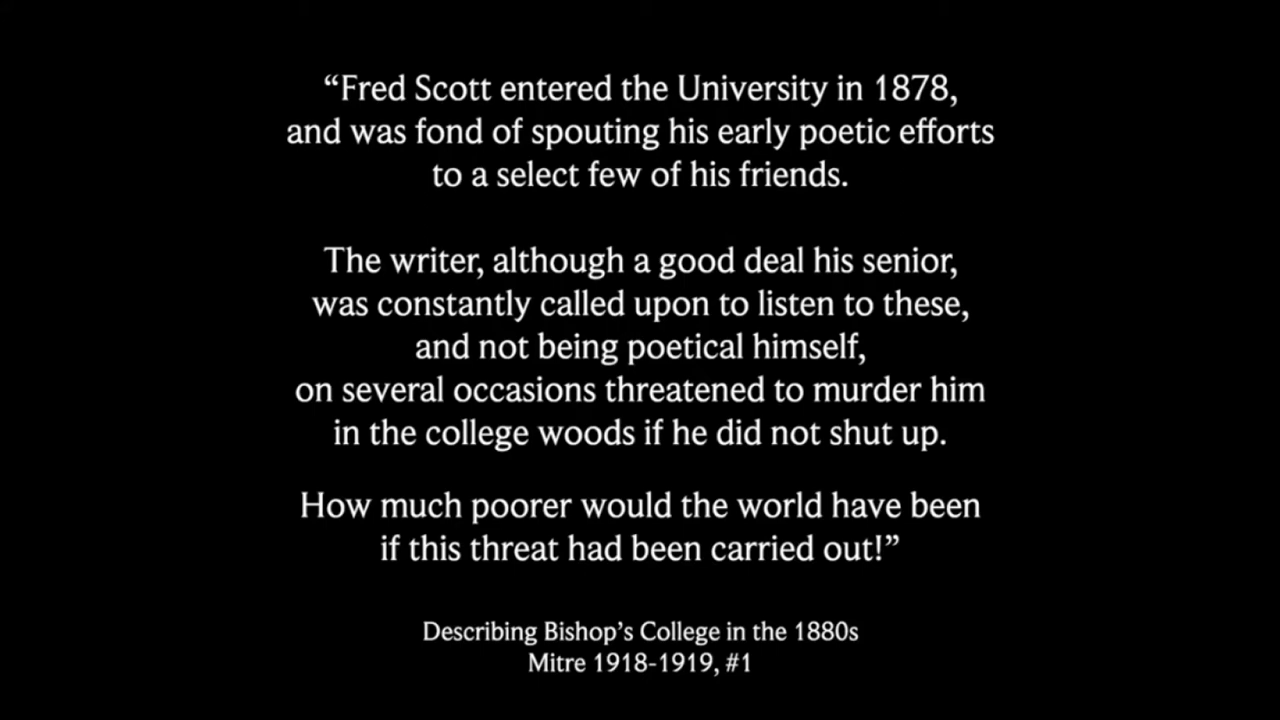 “Fred Scott entered the University in 1878,
and was fond of spouting his early poetic efforts
to a select few of his friends.
The writer, although a good deal his senior,
was constantly called upon to listen to these,
and not being poetical himself,
on several occasions threatened to murder him
in the college woods if he did not shut up.
How much poorer would the world have been
if this threat had been carried out!”
Describing Bishop’s College in the 1880s
Mitre 1918-1919, #1